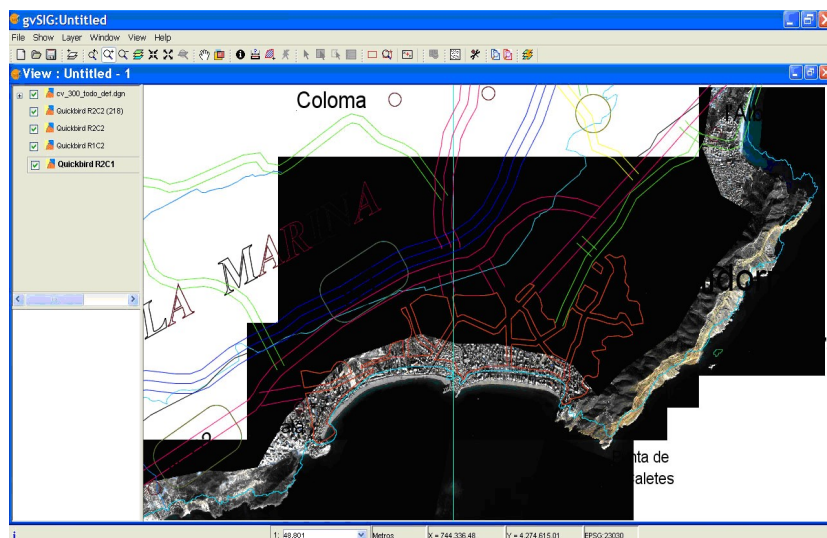 gvSIG:Untitled
File Show Layer Window View Help
View : Untitled - 1
cv_300_todo_def.dgn
Quickbird R2C2 (218)
Quickbird R2C2
Quickbird R1C2
Quickbird R2C1
Coloma
LA MARINA
1: 48.801 Metros X = 744.336,48 Y = 4.274.615,01 EPSG:23030